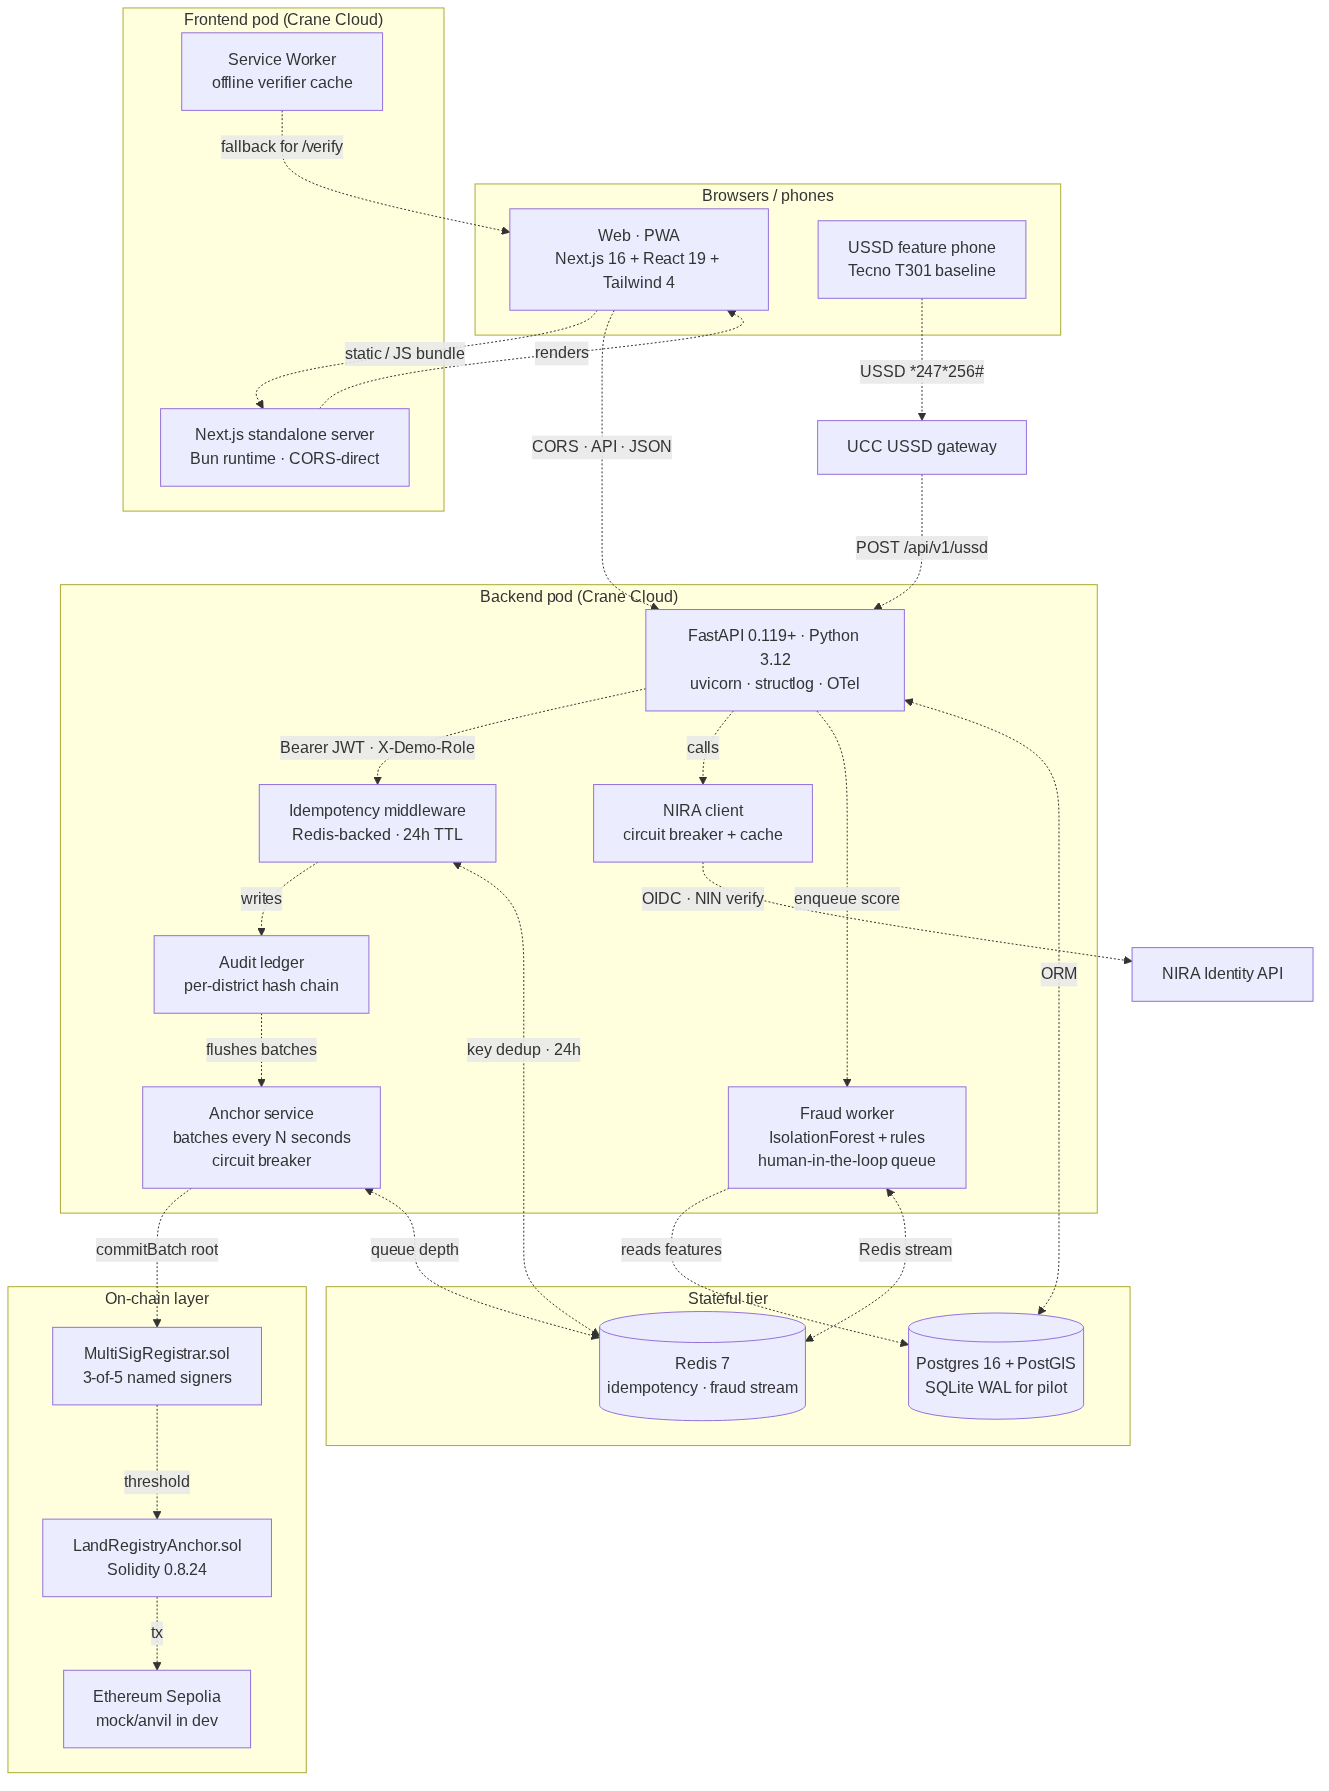 Frontend pod (Crane Cloud)
Service Worker
offline verifier cache
fallback for /verify
Browsers / phones
Web · PWA
Next.js 16 + React 19 +
Tailwind 4
USSD feature phone
Tecno T301 baseline
static / JS bundle
renders
USSD *247*256#
Next.js standalone server
Bun runtime · CORS-direct
CORS · API · JSON
UCC USSD gateway
POST /api/v1/ussd
Backend pod (Crane Cloud)
FastAPI 0.119+ · Python
3.12
uvicorn · structlog · OTel
Bearer JWT · X-Demo-Role
calls
Idempotency middleware
Redis-backed · 24h TTL
NIRA client
circuit breaker + cache
writes
OIDC · NIN verify
enqueue score
Audit ledger
per-district hash chain
NIRA Identity API
ORM
flushes batches
key dedup · 24h
Anchor service
batches every N seconds
circuit breaker
Fraud worker
IsolationForest + rules
human-in-the-loop queue
commitBatch root
queue depth
reads features
Redis stream
On-chain layer
Stateful tier
MultiSigRegistrar.sol
3-of-5 named signers
Redis 7
idempotency · fraud stream
Postgres 16 + PostGIS
SQLite WAL for pilot
threshold
LandRegistryAnchor.sol
Solidity 0.8.24
tx
Ethereum Sepolia
mock/anvil in dev